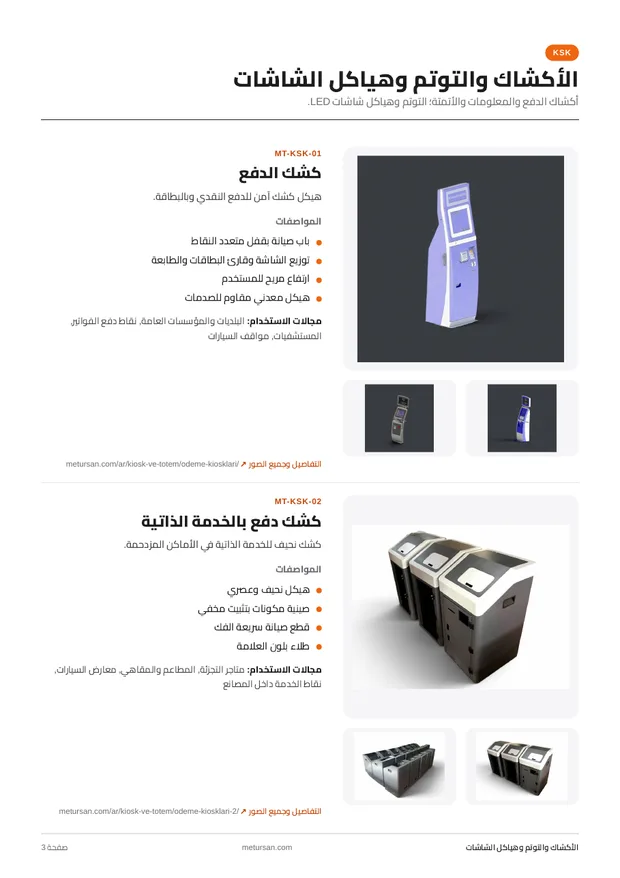 KSK
الأكشاك والتوتم وهياكل الشاشات
أكشاك الدفع والمعلومات والأتمتة؛ التوتم وهياكل شاشات LED.
MT-KSK-01
كشك الدفع
هيكل كشك آمن للدفع النقدي وبالبطاقة.
المواصفات
باب صيانة بقفل متعدد النقاط
توزيع الشاشة وقارئ البطاقات والطابعة
ارتفاع مريح للمستخدم
هيكل معدني مقاوم للصدمات
مجالات الاستخدام: البلديات والمؤسسات العامة، نقاط دفع الفواتير،
المستشفيات، مواقف السيارات
التفاصيل وجميع الصور ↗ metursan.com/ar/kiosk-ve-totem/odeme-kiosklari/
MT-KSK-02
كشك دفع بالخدمة الذاتية
كشك نحيف للخدمة الذاتية في الأماكن المزدحمة.
المواصفات
هيكل نحيف وعصري
صينية مكونات بتثبيت مخفي
قطع صيانة سريعة الفك
طلاء بلون العلامة
مجالات الاستخدام: متاجر التجزئة، المطاعم والمقاهي، معارض السيارات،
نقاط الخدمة داخل المصانع
التفاصيل وجميع الصور ↗ metursan.com/ar/kiosk-ve-totem/odeme-kiosklari-2/
الأكشاك والتوتم وهياكل الشاشات
metursan.com
صفحة 3